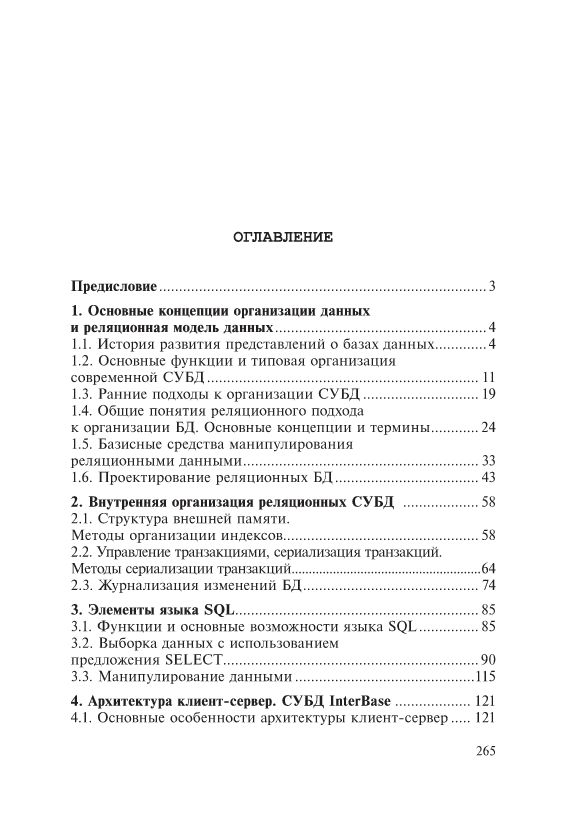 ОГЛАВЛЕНИЕ
Предисловие................................................................................3
1. Основные концепции организации данных
и реляционная модель данных....................................................4
1.1. История развития представлений о базах данных............4
1.2. Основные функции и типовая организация
современной СУБД..................................................................11
1.3. Ранние подходы к организации СУБД ...........................19
1.4. Общие понятия реляционного подхода
к организации БД. Основные концепции и термины............24
1.5. Базисные средства манипулирования
реляционными данными..........................................................33
1.6. Проектирование реляционных БД ..................................43
2. Внутренняя организация реляционных СУБД ..................58
2.1. Структура внешней памяти.
Методы организации индексов................................................58
2.2. Управление транзакциями, сериализация транзакций.
Методы сериализации транзакций.......................................................64
2.3. Журнализация изменений БД..........................................74
3. Элементы языка SQL............................................................85
3.1. Функции и основные возможности языка SQL..............85
3.2. Выборка данных с использованием
предложения SELECT..............................................................90
3.3. Манипулирование данными ...........................................115
4. Архитектура клиент-сервер. СУБД InterBase ..................121
4.1. Основные особенности архитектуры клиент-сервер.....121
265